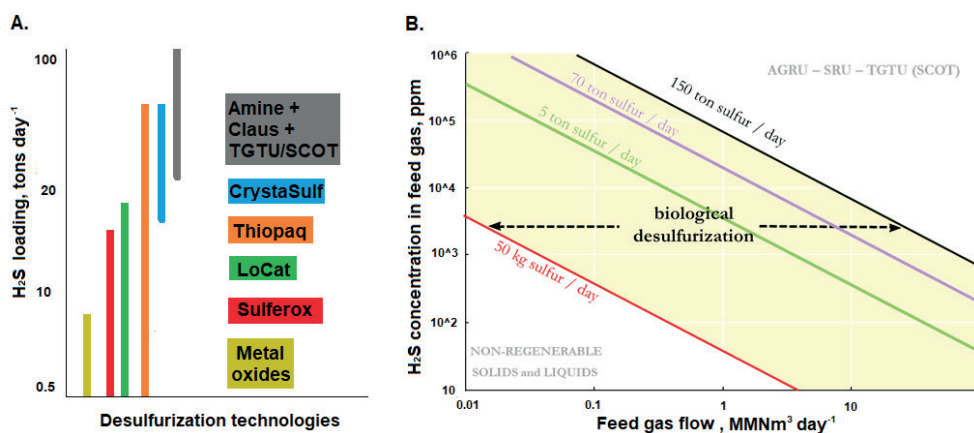 A.
H₂S loading, tons day⁻¹
100
20
10
0.5
Amine +
Claus +
TGTU/SCOT
CrystaSulf
Thiopaq
LoCat
Sulferox
Metal
oxides
Desulfurization technologies
B.
H₂S concentration in feed gas, ppm
10^6
10^5
10^4
10^3
10^2
10
AGRU – SRU – TGTU (SCOT)
150 ton sulfur / day
70 ton sulfur / day
5 ton sulfur / day
biological
desulfurization
50 kg sulfur / day
NON-REGENERABLE
SOLIDS and LIQUIDS
0.01
0.1
1
10
Feed gas flow , MMNm³ day⁻¹